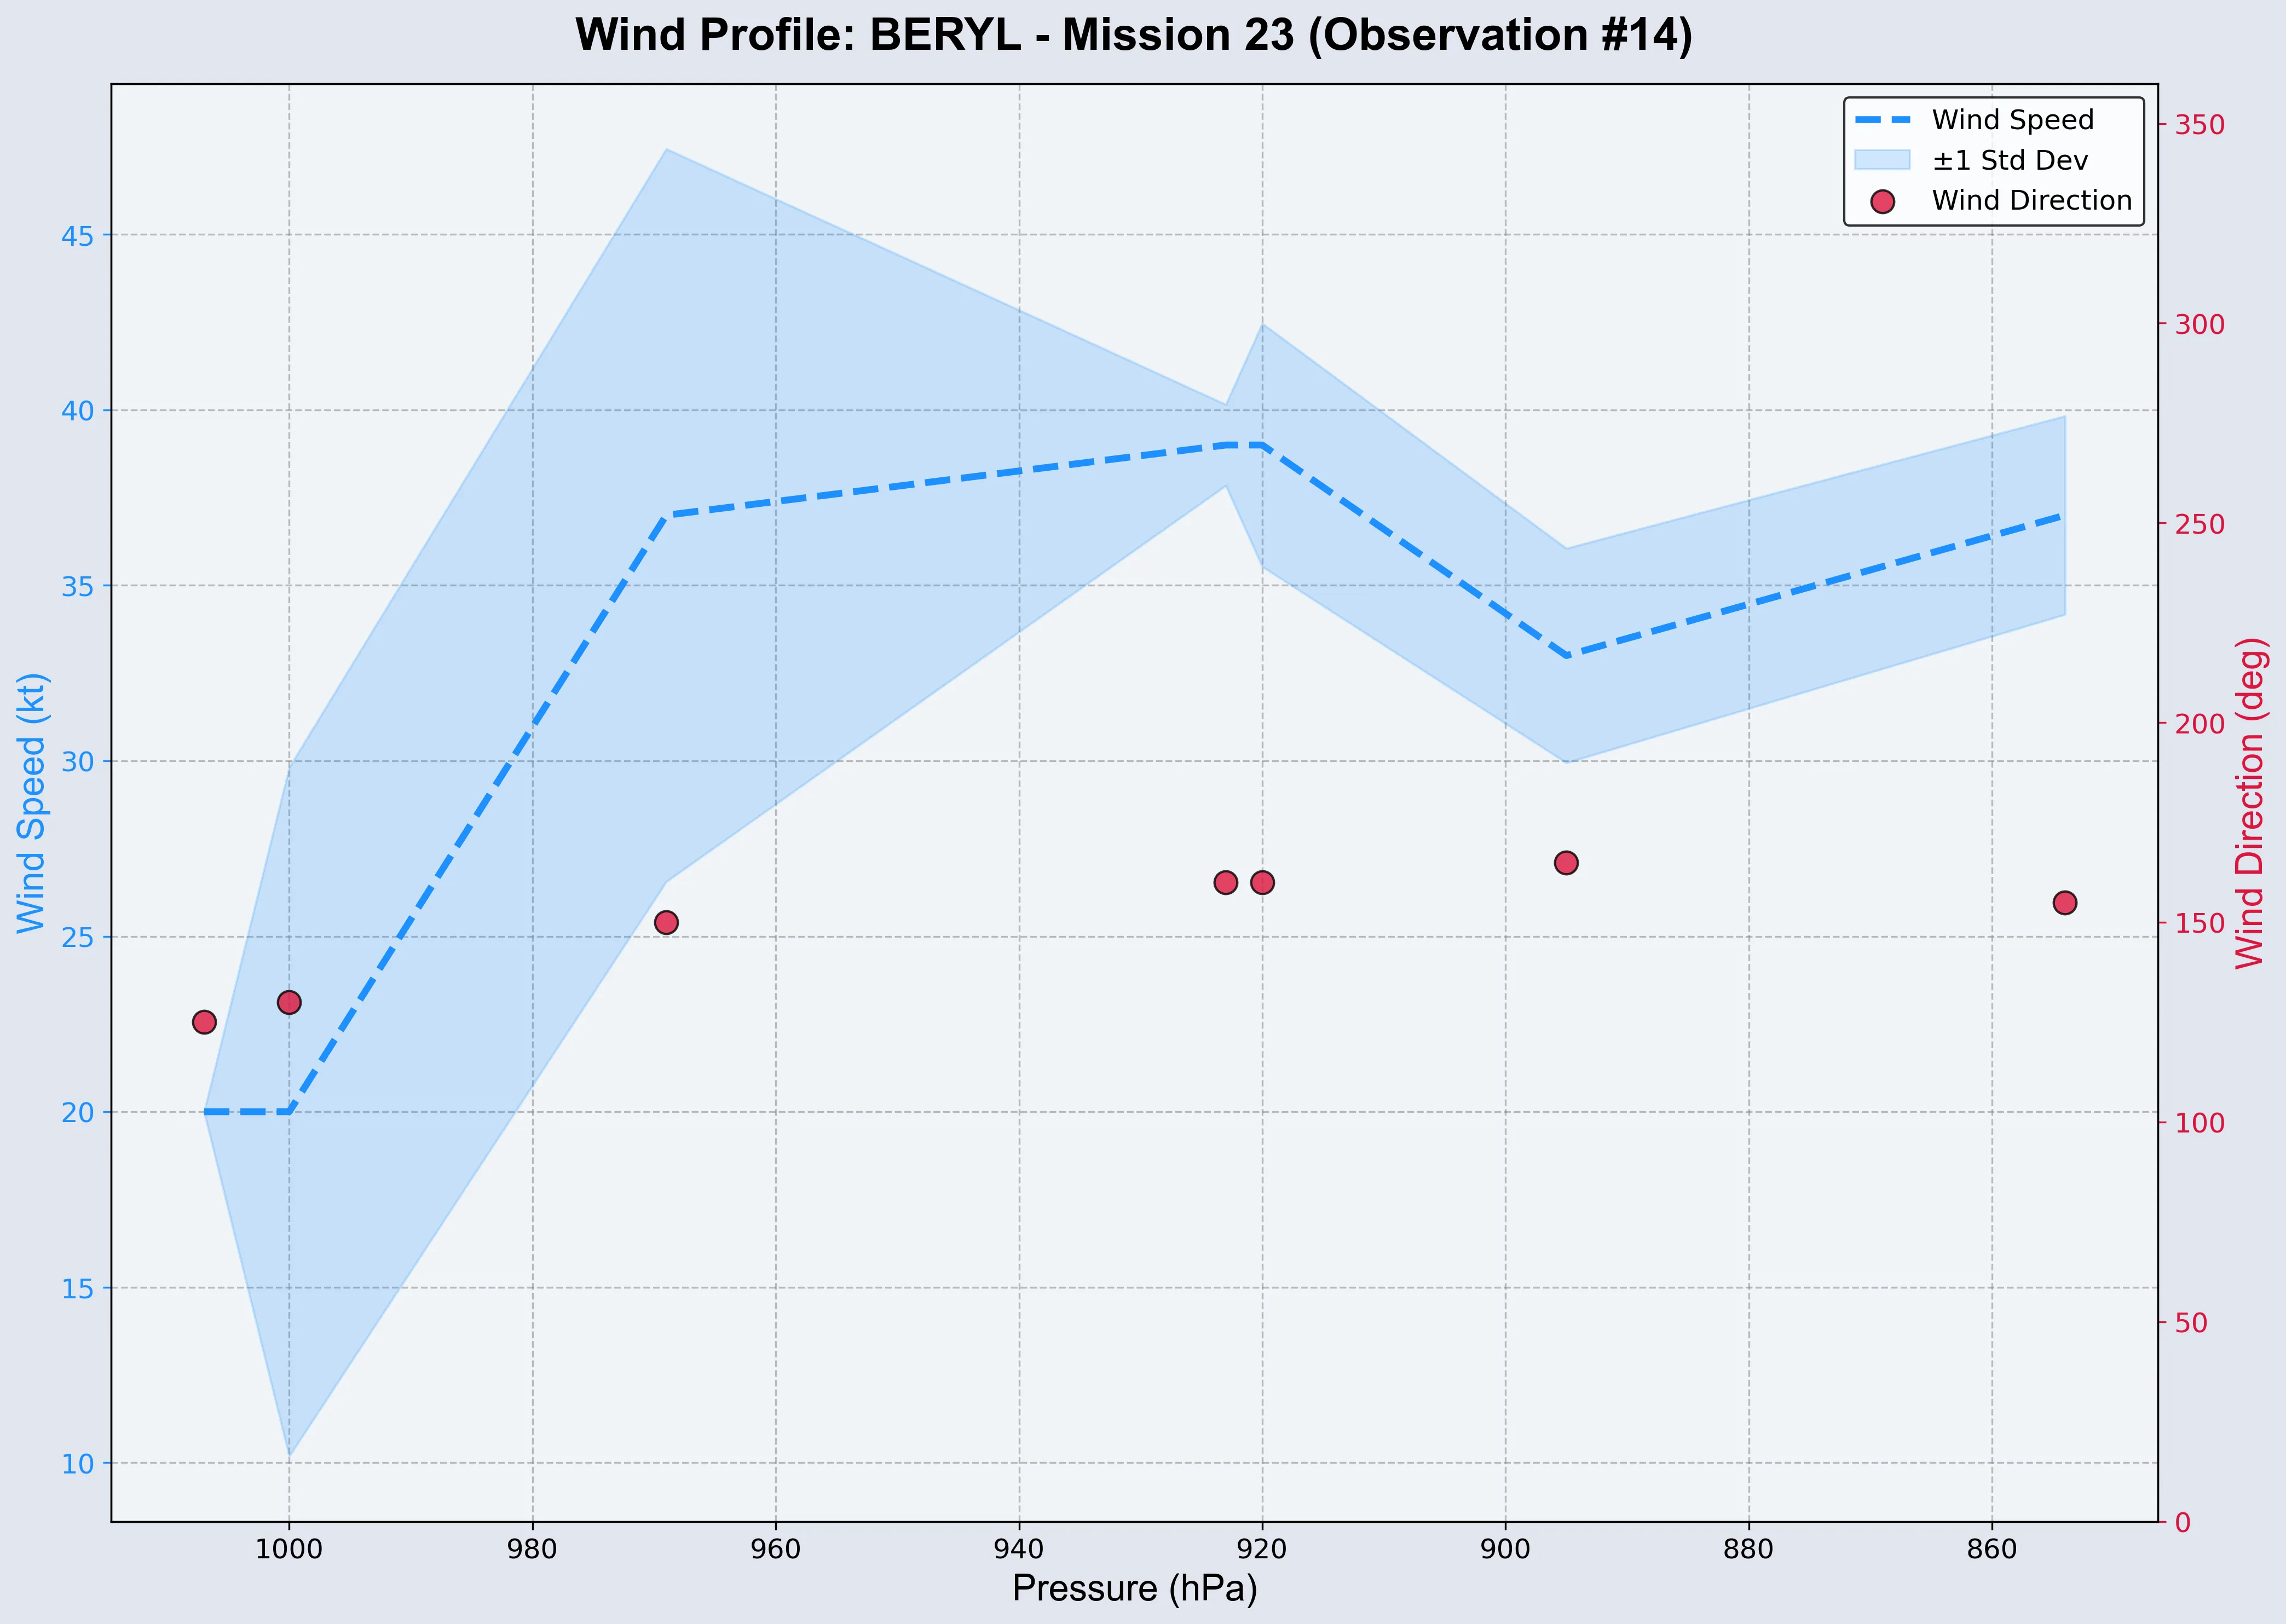 Wind Profile: BERYL - Mission 23 (Observation #14)
Wind Speed
±1 Std Dev
Wind Direction
Wind Speed (kt)
45
40
35
30
25
20
15
10
350
300
250
200
150
100
50
0
Wind Direction (deg)
1000 980 960 940 920 900 880 860
Pressure (hPa)